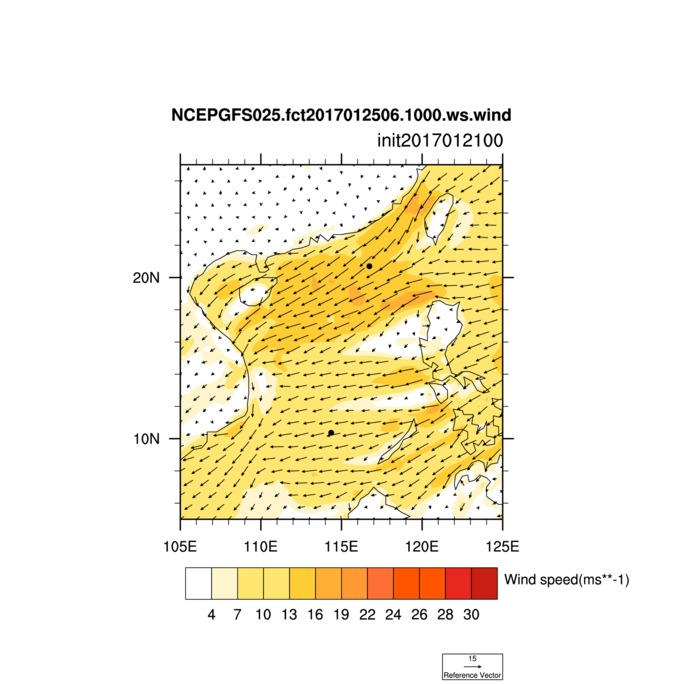 NCEPGFS025.fct2017012506.1000.ws.wind
init2017012100
20N
10N
105E 110E 115E 120E 125E
Wind speed(ms**-1)
4 7 10 13 16 19 22 24 26 28 30
15
Reference Vector